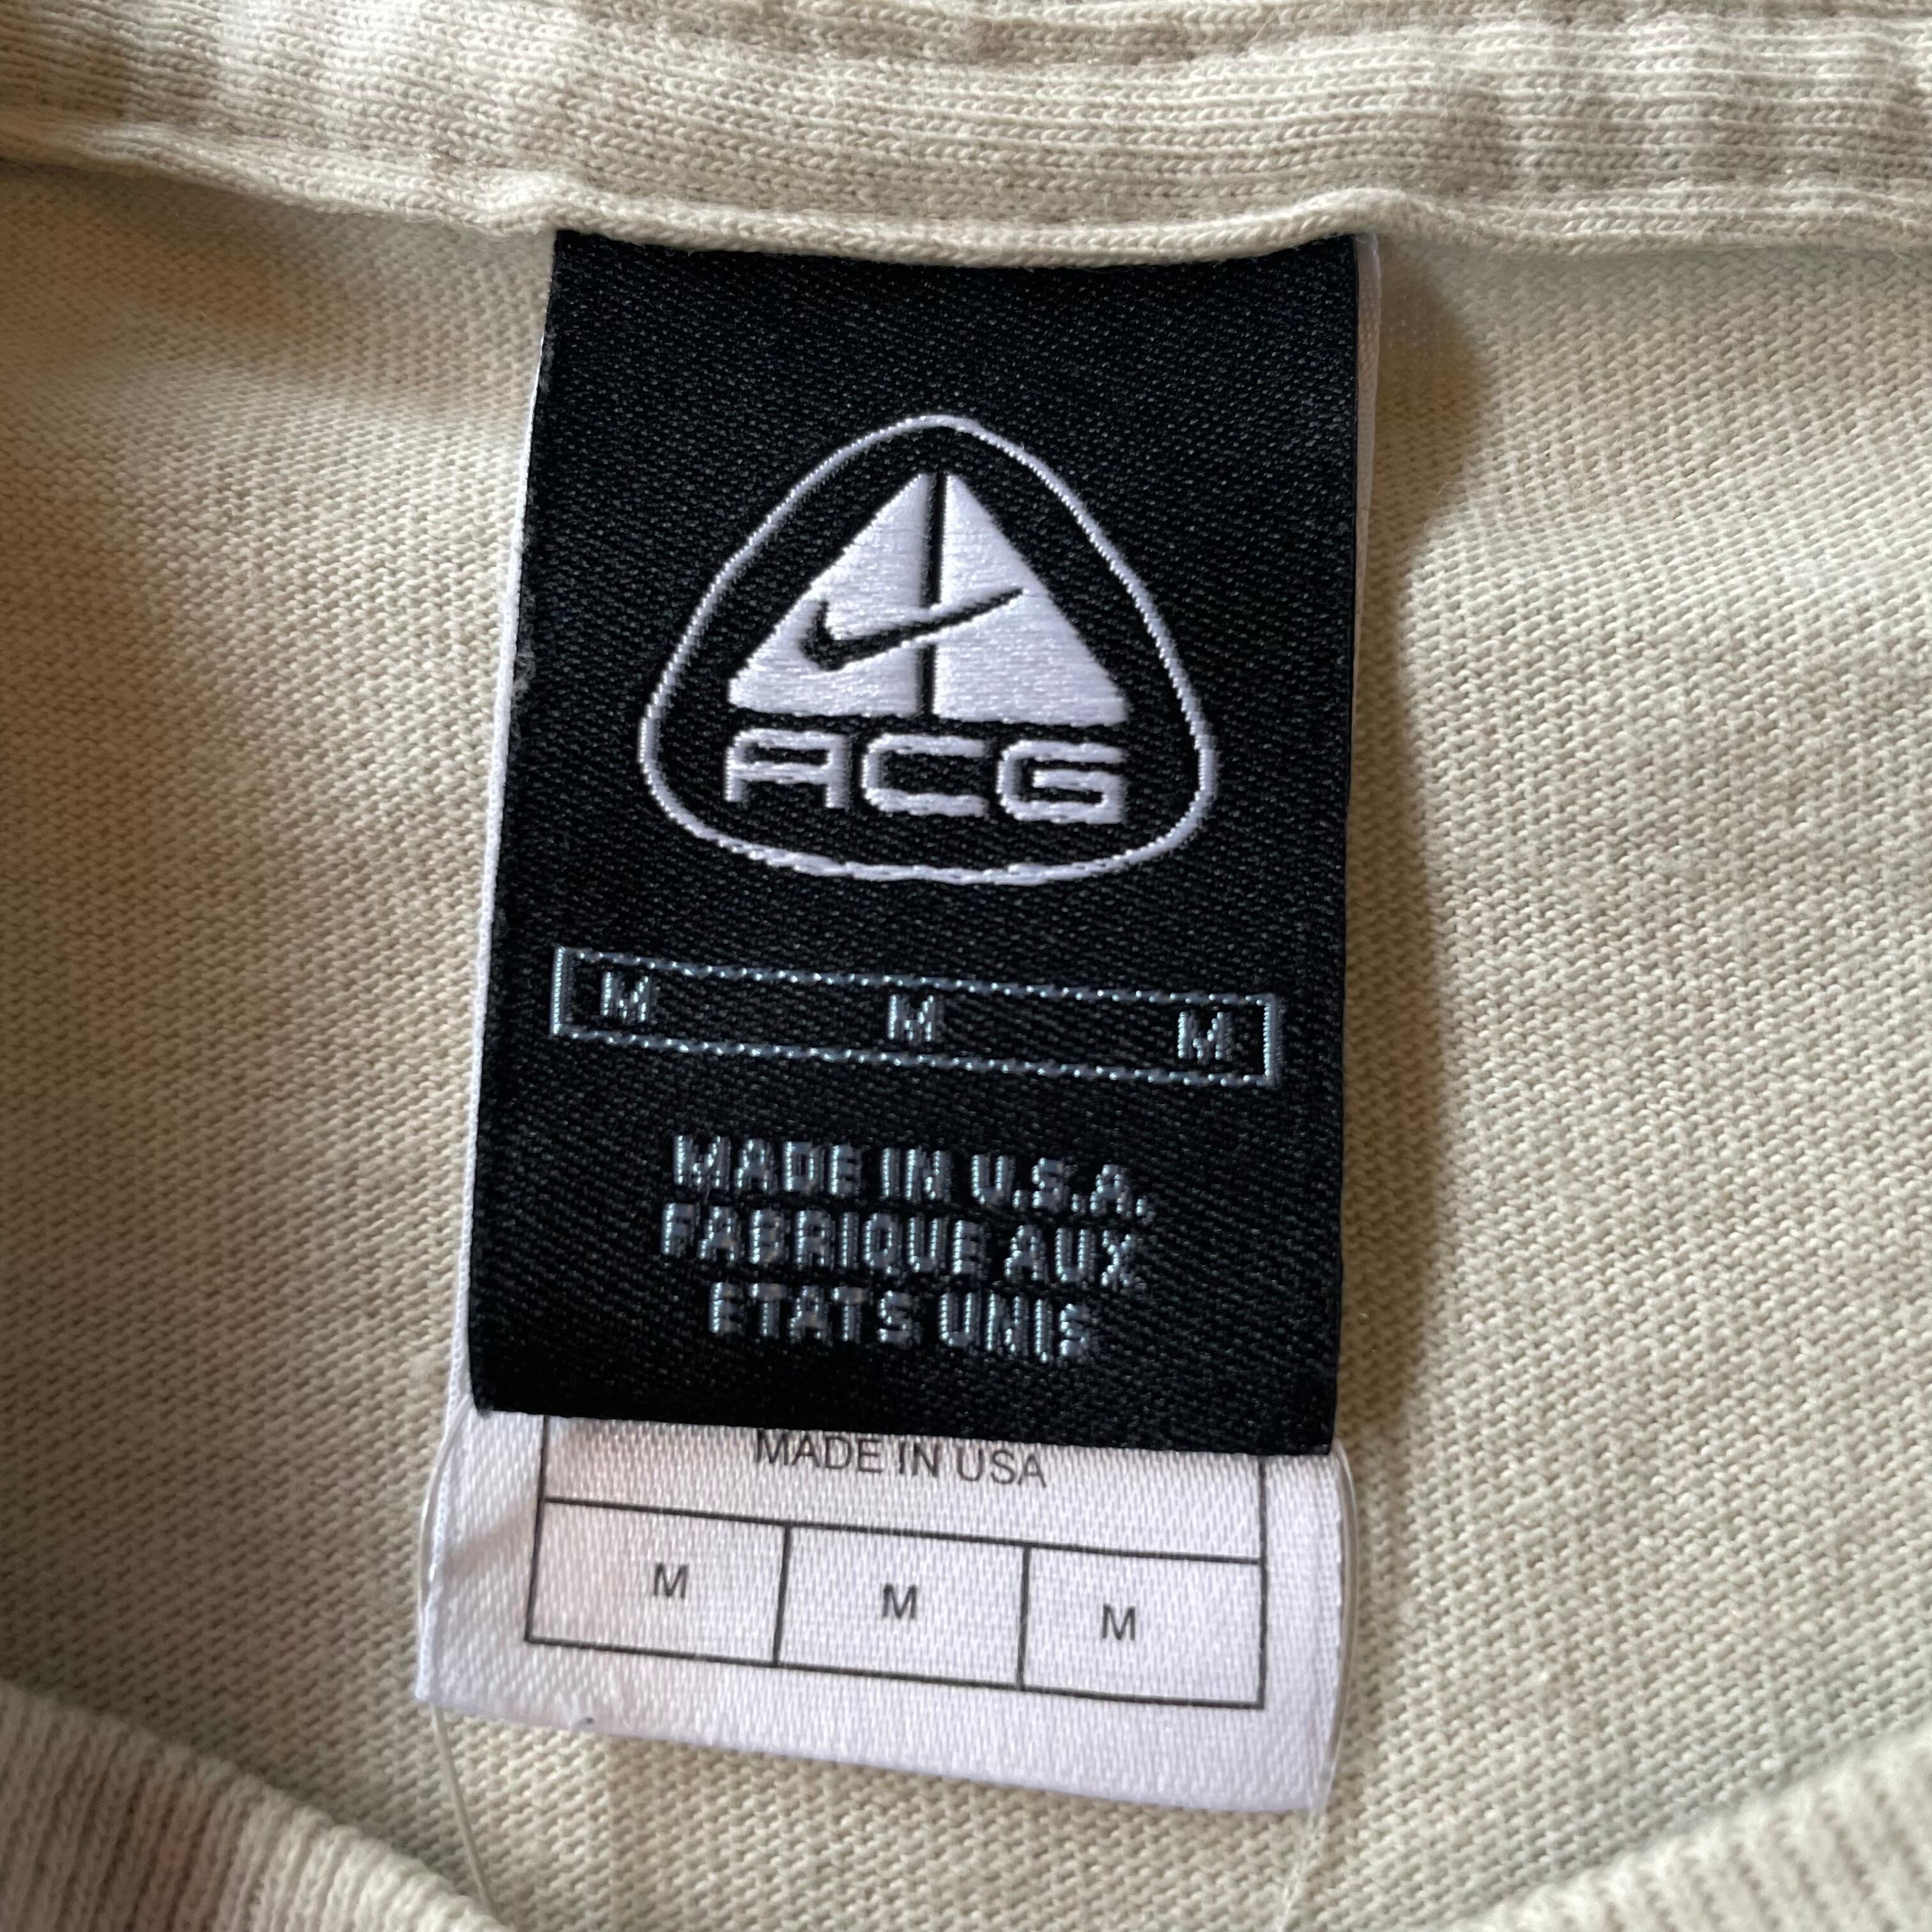 ACG
M M M
MADE IN U.S.A.
FABRIQUE AUX
ETATS UNIS
MADE IN USA
M M M